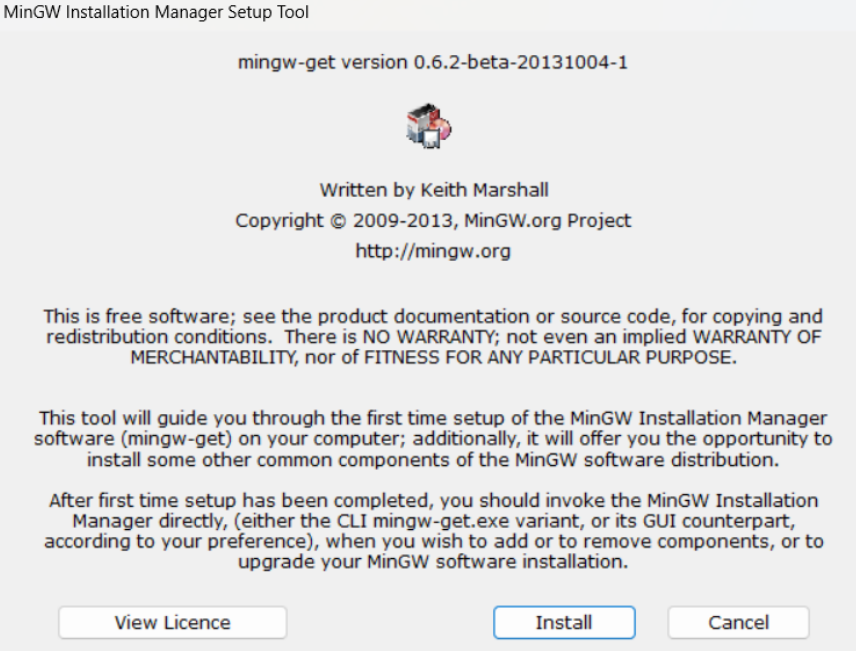 MinGW Installation Manager Setup Tool
mingw-get version 0.6.2-beta-20131004-1
Written by Keith Marshall
Copyright © 2009-2013, MinGW.org Project
http://mingw.org
This is free software; see the product documentation or source code, for copying and
redistribution conditions.  There is NO WARRANTY; not even an implied WARRANTY OF
MERCHANTABILITY, nor of FITNESS FOR ANY PARTICULAR PURPOSE.
This tool will guide you through the first time setup of the MinGW Installation Manager
software (mingw-get) on your computer; additionally, it will offer you the opportunity to
install some other common components of the MinGW software distribution.
After first time setup has been completed, you should invoke the MinGW Installation
Manager directly, (either the CLI mingw-get.exe variant, or its GUI counterpart,
according to your preference), when you wish to add or to remove components, or to
upgrade your MinGW software installation.
View Licence
Install
Cancel